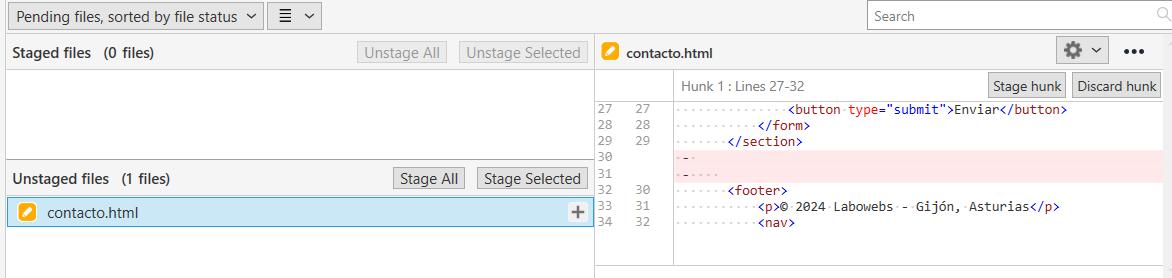 Pending files, sorted by file status
Search
Staged files (0 files)
Unstage All
Unstage Selected
contacto.html
Hunk 1 : Lines 27-32
Stage hunk
Discard hunk
27 27 <button type="submit">Enviar</button>
28 28 </form>
29 29 </section>
30 -
31 -
32 30 <footer>
33 31 <p>© 2024 Labowebs - Gijón, Asturias</p>
34 32 <nav>
Unstaged files (1 files)
Stage All
Stage Selected
contacto.html